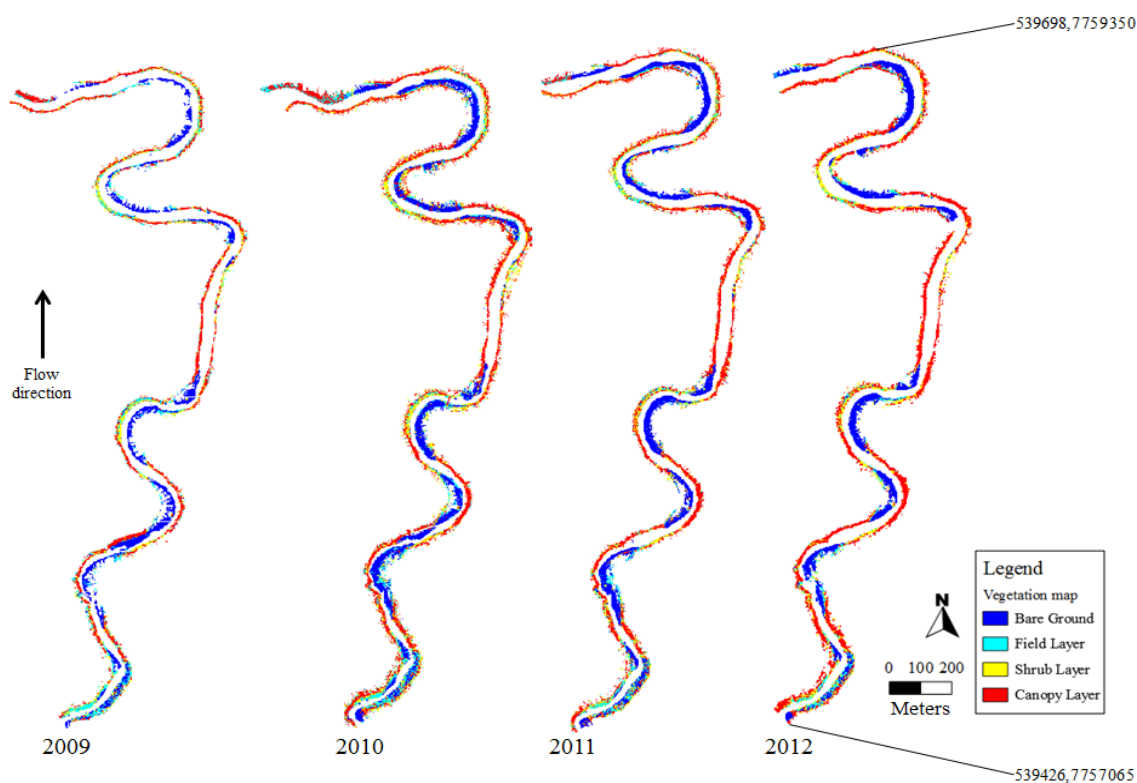 539698,7759350
Flow
direction
N
0 100 200
Meters
Legend
Vegetation map
Bare Ground
Field Layer
Shrub Layer
Canopy Layer
2009
2010
2011
2012
539426,7757065